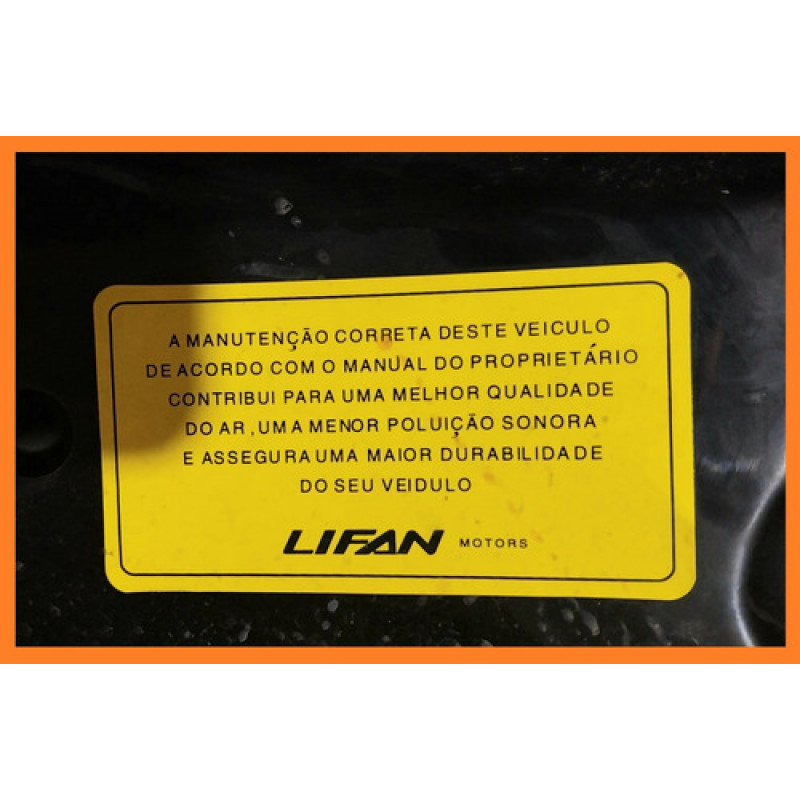 A MANUTENÇÃO CORRETA DESTE VEICULO
DE ACORDO COM O MANUAL DO PROPRIETÁRIO
CONTRIBUI PARA UMA MELHOR QUALIDADE
DO AR, UMA MENOR POLUIÇÃO SONORA
E ASSEGURA UMA MAIOR DURABILIDADE
DO SEU VEIDULO
LIFAN MOTORS